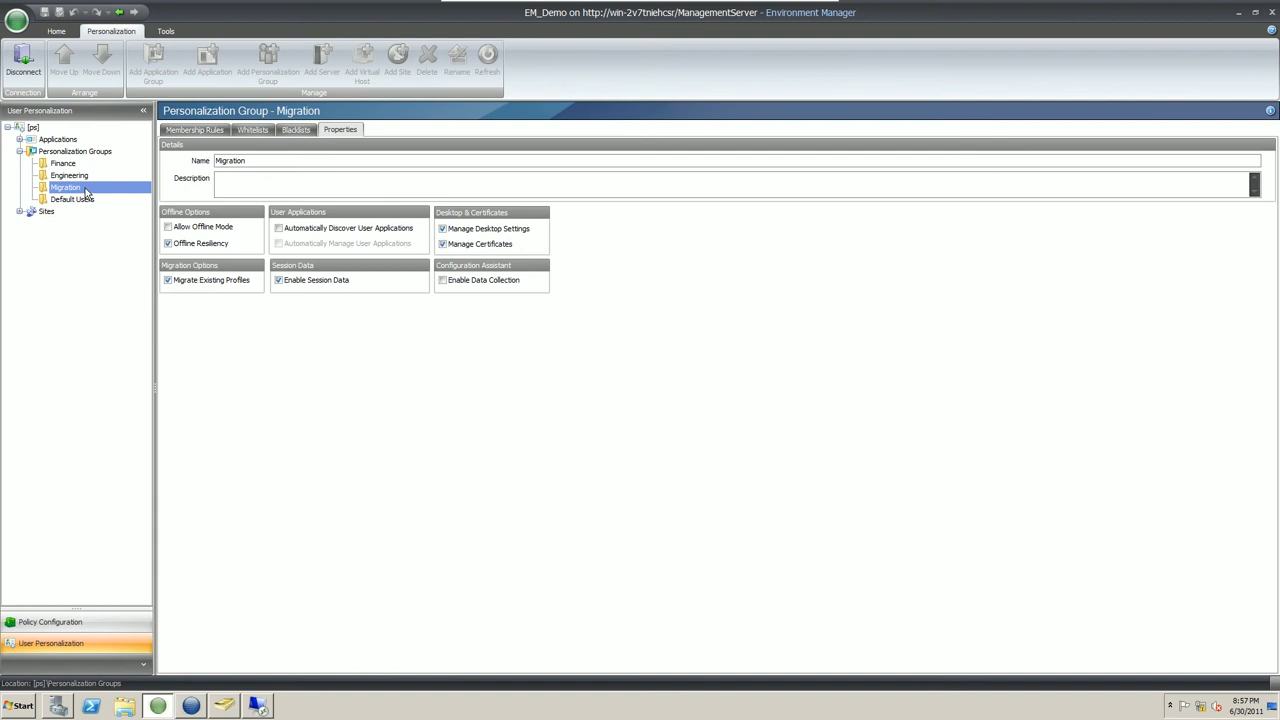 EM_Demo on http://win-2v7tniehcsr/ManagementServer - Environment Manager
Home Personalization Tools
Disconnect Move Up Move Down Add Application Group Add Application Add Personalization Group Add Server Add Virtual Host Add Site Delete Rename Refresh
Connection Arrange Manage
User Personalization
[ps]
Applications
Personalization Groups
Finance
Engineering
Migration
Sites
Policy Configuration
User Personalization
Personalization Group - Migration
Membership Rules Whitelists Blacklists Properties
Details
Name Migration
Description
Offline Options
Allow Offline Mode
Offline Resiliency
User Applications
Automatically Discover User Applications
Automatically Manage User Applications
Desktop & Certificates
Manage Desktop Settings
Manage Certificates
Migration Options
Migrate Existing Profiles
Session Data
Enable Session Data
Configuration Assistant
Enable Data Collection
Location: [ps]\Personalization Groups
Start
8:57 PM
6/30/2011